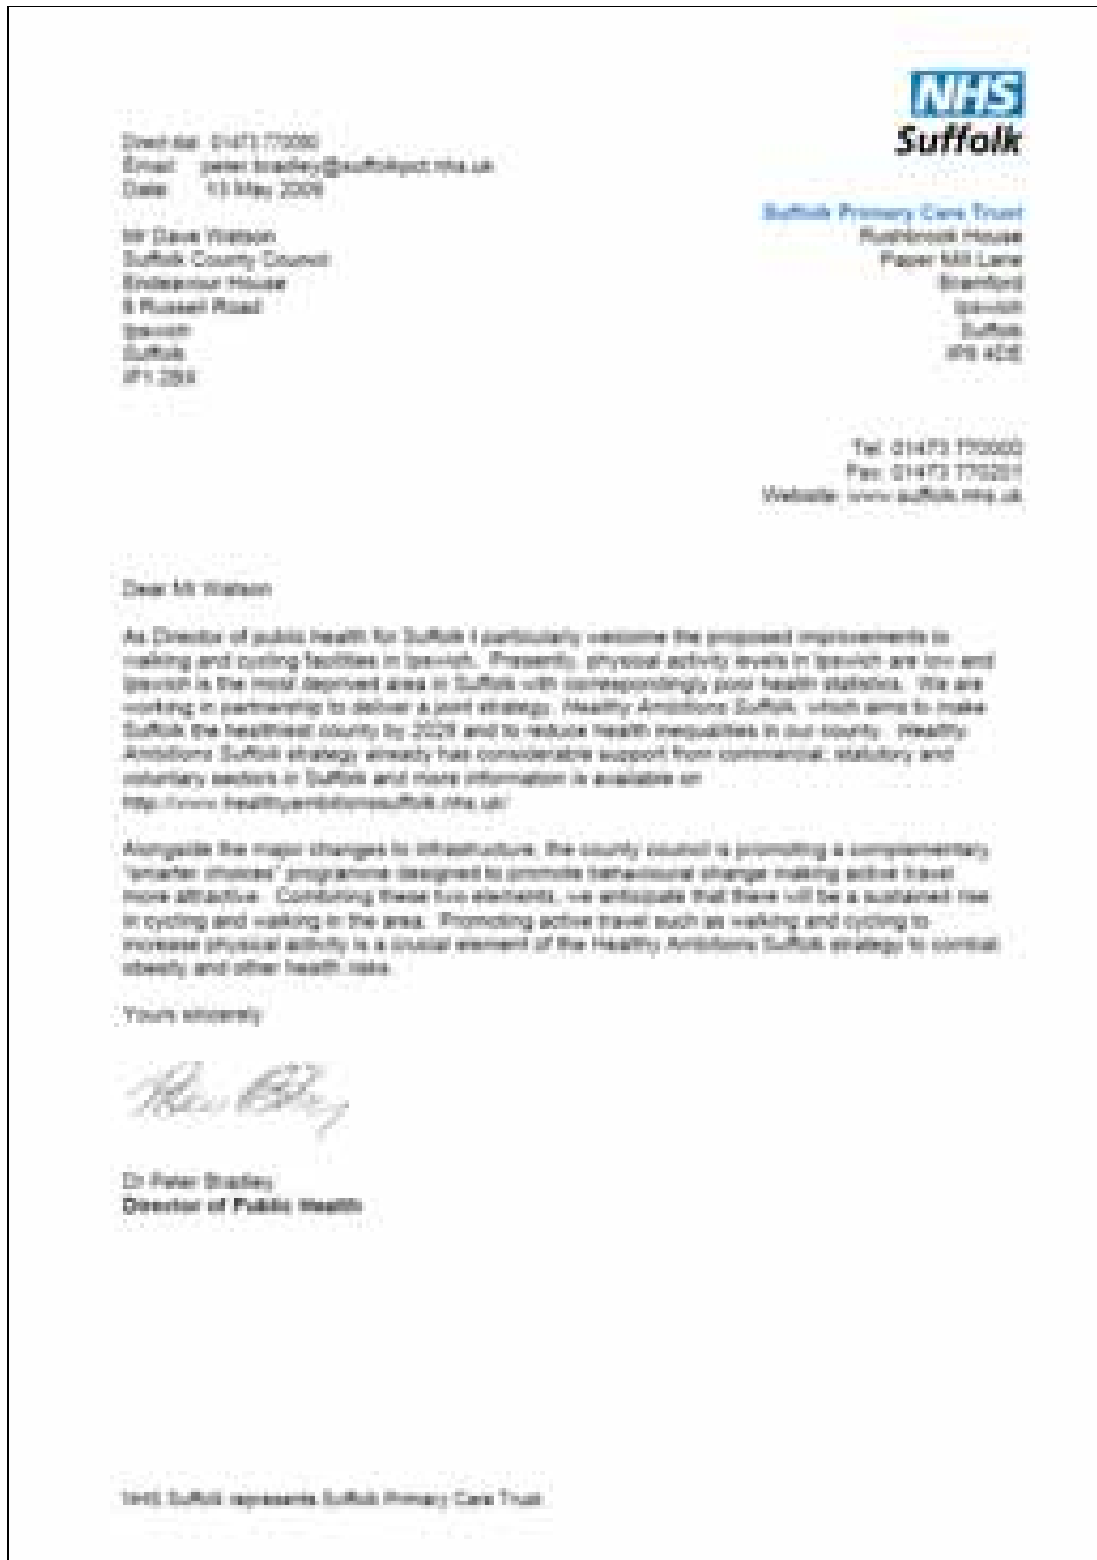 NHS
Suffolk
Direct dial: 01473 770000
Email: peter.bradley@suffolkpct.nhs.uk
Date: 13 May 2009
Mr Dave Watson
Suffolk County Council
Endeavour House
8 Russell Road
Ipswich
Suffolk
IP1 2BX
Suffolk Primary Care Trust
Rushbrook House
Paper Mill Lane
Bramford
Ipswich
Suffolk
IP8 4DE
Tel: 01473 770000
Fax: 01473 770201
Website: www.suffolk.nhs.uk
Dear Mr Watson
As Director of public health for Suffolk I particularly welcome the proposed improvements to
walking and cycling facilities in Ipswich. Presently, physical activity levels in Ipswich are low and
Ipswich is the most deprived area in Suffolk with correspondingly poor health statistics. We are
working in partnership to deliver a joint strategy, Healthy Ambitions Suffolk, which aims to make
Suffolk the healthiest county by 2028 and to reduce health inequalities in our county. Healthy
Ambitions Suffolk strategy already has considerable support from commercial, statutory and
voluntary sectors in Suffolk and more information is available on
http://www.healthyambitionssuffolk.nhs.uk/
Alongside the major changes to infrastructure, the county council is promoting a complementary
"smarter choices" programme designed to promote behavioural change making active travel
more attractive. Combining these two elements, we anticipate that there will be a sustained rise
in cycling and walking in the area. Promoting active travel such as walking and cycling to
increase physical activity is a crucial element of the Healthy Ambitions Suffolk strategy to combat
obesity and other health risks.
Yours sincerely
Dr Peter Bradley
Director of Public Health
NHS Suffolk represents Suffolk Primary Care Trust